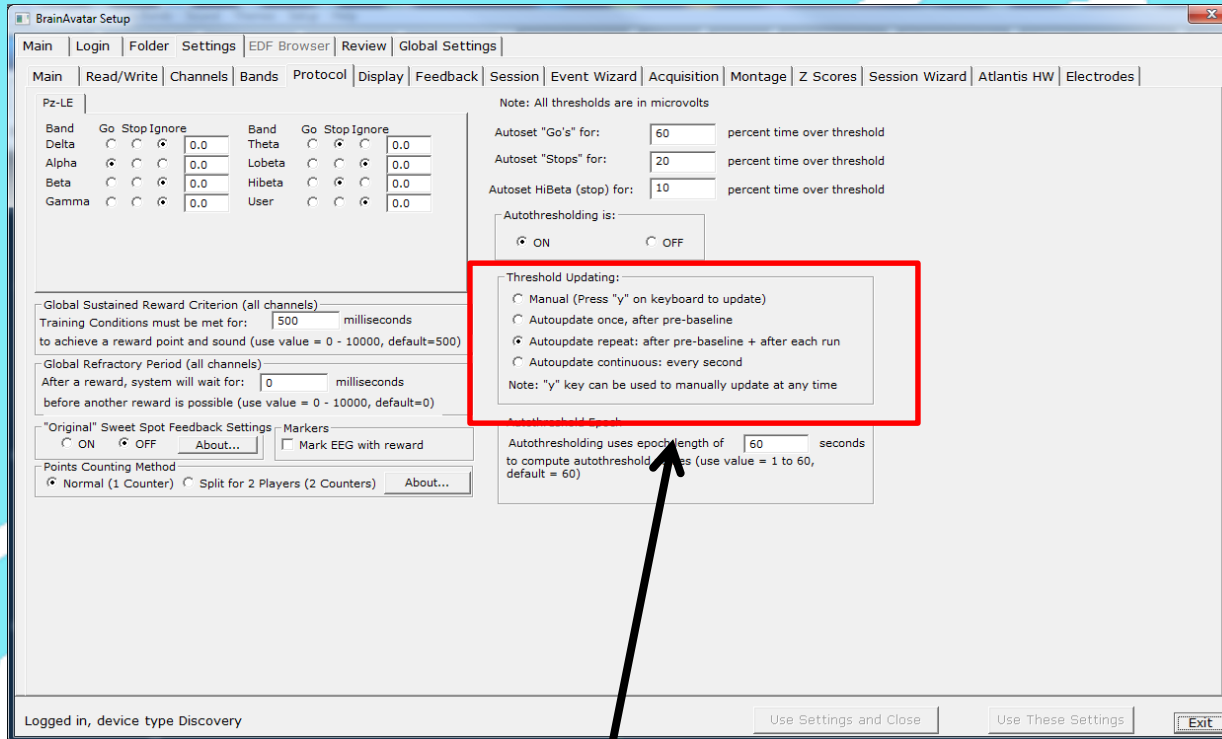 BrainAvatar Setup
Main Login Folder Settings EDF Browser Review Global Settings
Main Read/Write Channels Bands Protocol Display Feedback Session Event Wizard Acquisition Montage Z Scores Session Wizard Atlantis HW Electrodes
Pz-LE
Band Go Stop Ignore Band Go Stop Ignore
Delta 0.0 Theta 0.0
Alpha 0.0 Lobeta 0.0
Beta 0.0 Hibeta 0.0
Gamma 0.0 User 0.0
Global Sustained Reward Criterion (all channels)
Training Conditions must be met for: 500 milliseconds
to achieve a reward point and sound (use value = 0 - 10000, default=500)
Global Refractory Period (all channels)
After a reward, system will wait for: 0 milliseconds
before another reward is possible (use value = 0 - 10000, default=0)
"Original" Sweet Spot Feedback Settings Markers
ON OFF About... Mark EEG with reward
Points Counting Method
Normal (1 Counter) Split for 2 Players (2 Counters) About...
Note: All thresholds are in microvolts
Autoset "Go's" for: 60 percent time over threshold
Autoset "Stops" for: 20 percent time over threshold
Autoset HiBeta (stop) for: 10 percent time over threshold
Autothresholding is:
ON OFF
Threshold Updating:
Manual (Press "y" on keyboard to update)
Autoupdate once, after pre-baseline
Autoupdate repeat: after pre-baseline + after each run
Autoupdate continuous: every second
Note: "y" key can be used to manually update at any time
Autothreshold Epoch
Autothresholding uses epoch length of 60 seconds
to compute autothreshold (use value = 1 to 60,
default = 60)
Logged in, device type Discovery
Use Settings and Close Use These Settings Exit